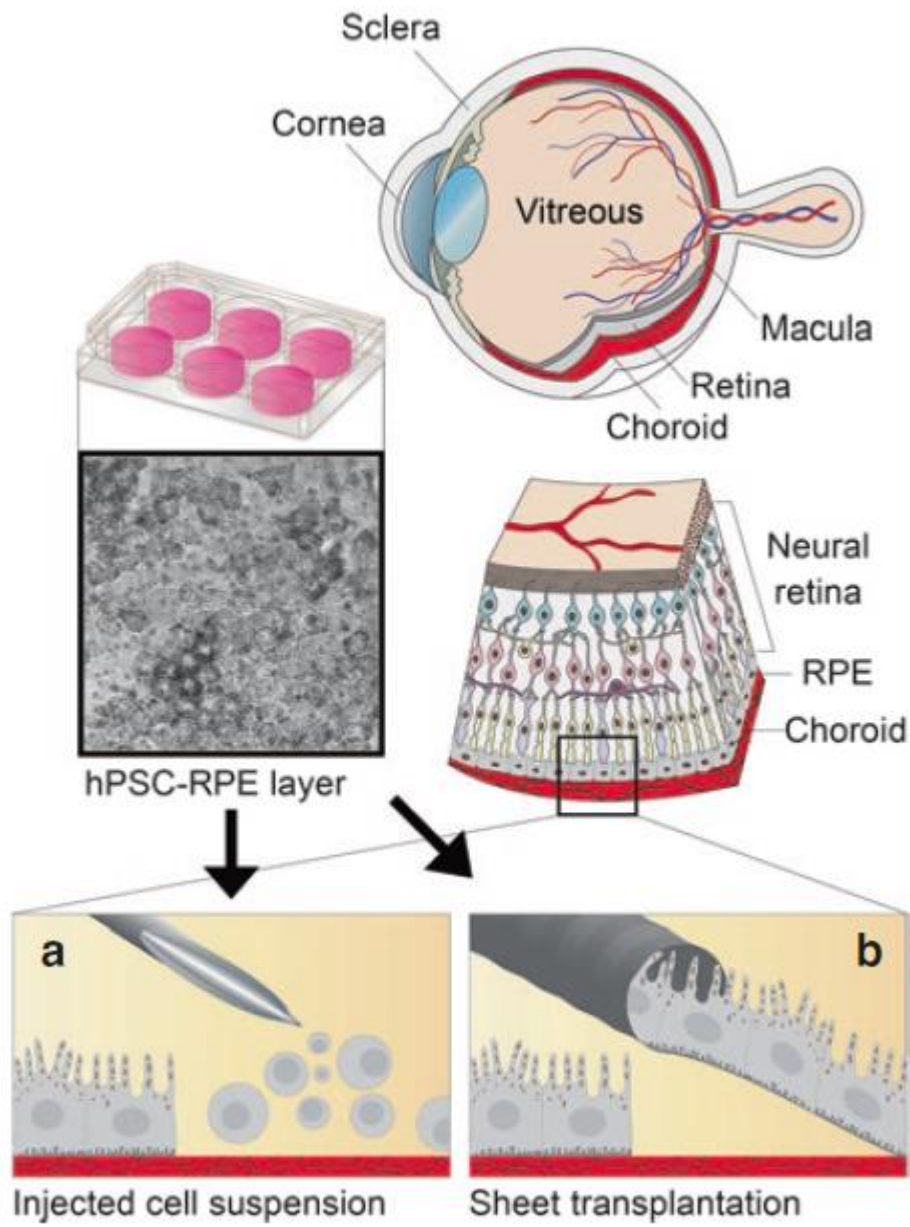 Sclera
Cornea
Vitreous
Macula
Retina
Choroid
Neural
retina
RPE
Choroid
hPSC-RPE layer
a
b
Injected cell suspension
Sheet transplantation